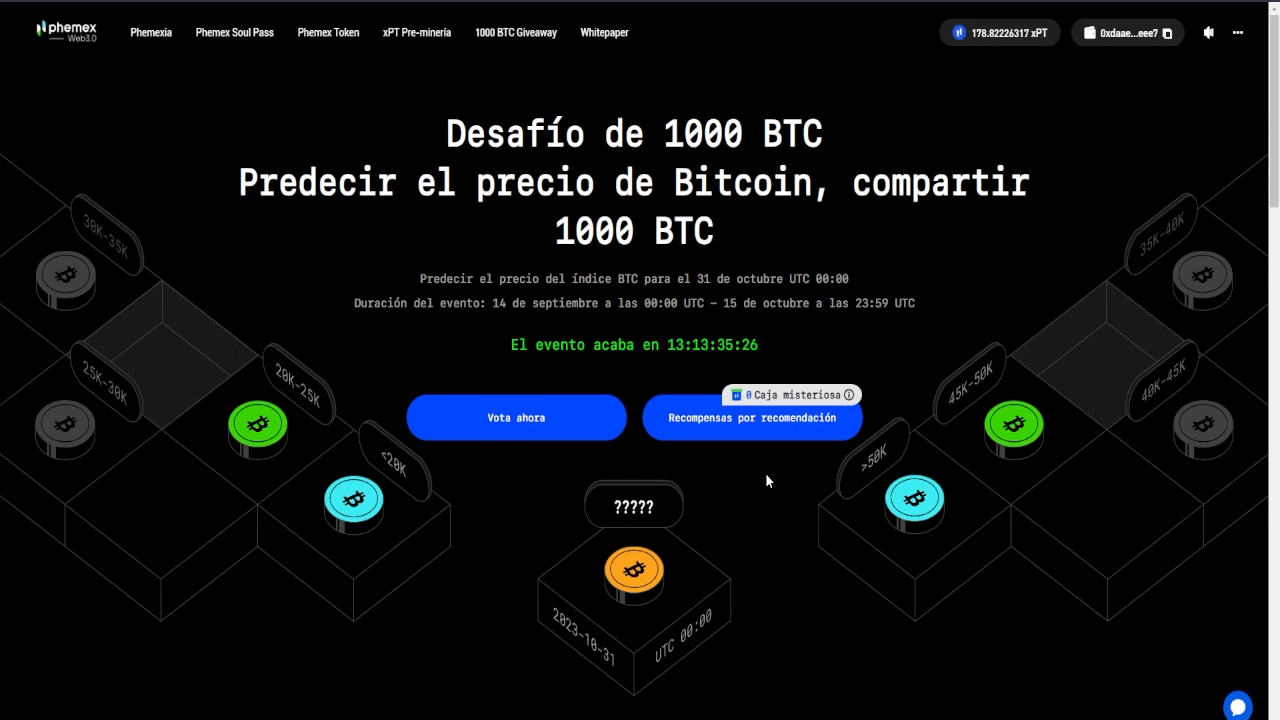 phemex
Web3.0
Phemexia
Phemex Soul Pass
Phemex Token
xPT Pre-minería
1000 BTC Giveaway
Whitepaper
178.82226317 xPT
0xdaae...eee7
Desafío de 1000 BTC
Predecir el precio de Bitcoin, compartir
1000 BTC
Predecir el precio del índice BTC para el 31 de octubre UTC 00:00
Duración del evento: 14 de septiembre a las 00:00 UTC – 15 de octubre a las 23:59 UTC
El evento acaba en 13:13:35:26
0 Caja misteriosa
Vota ahora
Recompensas por recomendación
30K-35K
25K-30K
20K-25K
<20K
?????
2023-10-31
UTC 00:00
>50K
45K-50K
40K-45K
35K-40K